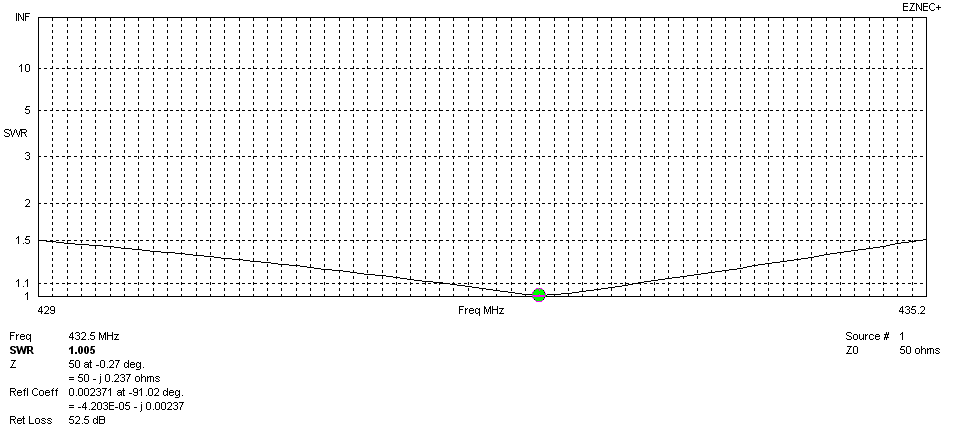 EZNEC+
INF
10
5
SWR
3
2
1.5
1.1
1
429 Freq MHz 435.2
Freq 432.5 MHz Source # 1
SWR 1.005 Z0 50 ohms
Z 50 at -0.27 deg.
= 50 - j 0.237 ohms
Refl Coeff 0.002371 at -91.02 deg.
= -4.203E-05 - j 0.00237
Ret Loss 52.5 dB